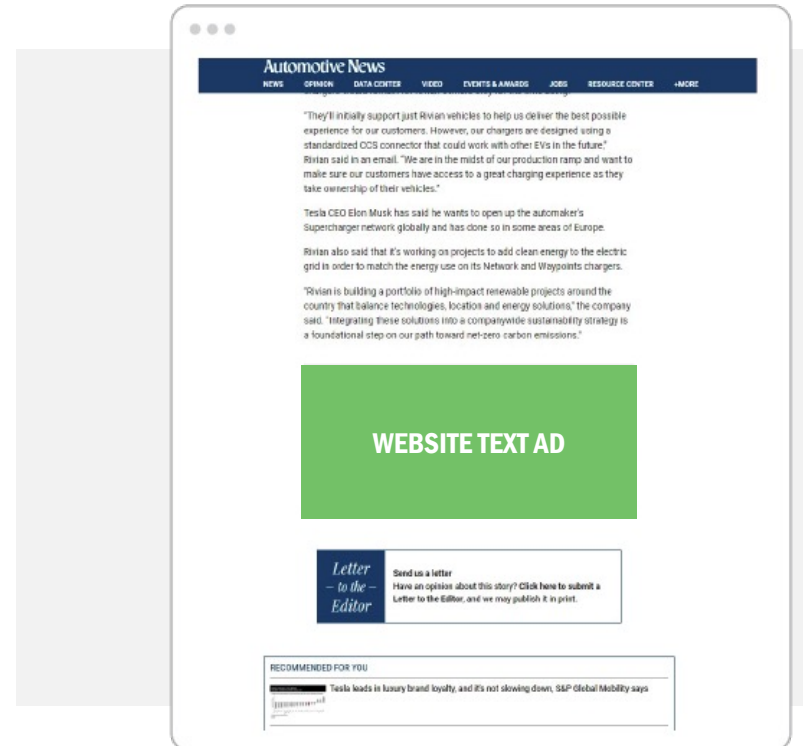 Automotive News
NEWS OPINION DATA CENTER VIDEO EVENTS & AWARDS JOBS RESOURCE CENTER +MORE
"They'll initially support just Rivian vehicles to help us deliver the best possible
experience for our customers. However, our chargers are designed using a
standardized CCS connector that could work with other EVs in the future,"
Rivian said in an email. "We are in the midst of our production ramp and want to
make sure our customers have access to a great charging experience as they
take ownership of their vehicles."
Tesla CEO Elon Musk has said he wants to open up the automaker's
Supercharger network globally and has done so in some areas of Europe.
Rivian also said that it's working on projects to add clean energy to the electric
grid in order to match the energy use on its Network and Waypoints chargers.
"Rivian is building a portfolio of high-impact renewable projects around the
country that balance technologies, location and energy solutions," the company
said. "Integrating these solutions into a companywide sustainability strategy is
a foundational step on our path toward net-zero carbon emissions."
WEBSITE TEXT AD
Letter
– to the –
Editor
Send us a letter
Have an opinion about this story? Click here to submit a
Letter to the Editor, and we may publish it in print.
RECOMMENDED FOR YOU
Tesla leads in luxury brand loyalty, and it's not slowing down, S&P Global Mobility says